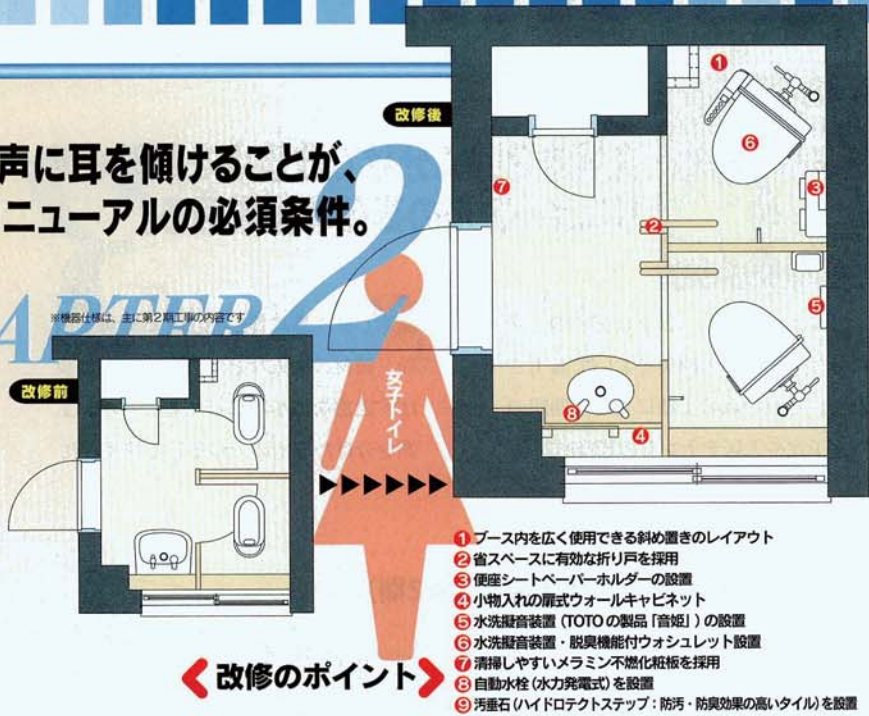 改修後
声に耳を傾けることが、
ニューアルの必須条件。
APTER 2
※機器仕様は、主に第2期工事の内容です
改修前
女子トイレ
❶
❷
❸
❹
❺
❻
❼
❽
改修のポイント
❶ ブース内を広く使用できる斜め置きのレイアウト
❷ 省スペースに有効な折り戸を採用
❸ 便座シートペーパーホルダーの設置
❹ 小物入れの扉式ウォールキャビネット
❺ 水洗擬音装置（TOTOの製品「音姫」）の設置
❻ 水洗擬音装置・脱臭機能付ウォシュレット設置
❼ 清掃しやすいメラミン不燃化粧板を採用
❽ 自動水栓（水力発電式）を設置
❾ 汚垂石（ハイドロテクトステップ：防汚・防臭効果の高いタイル）を設置